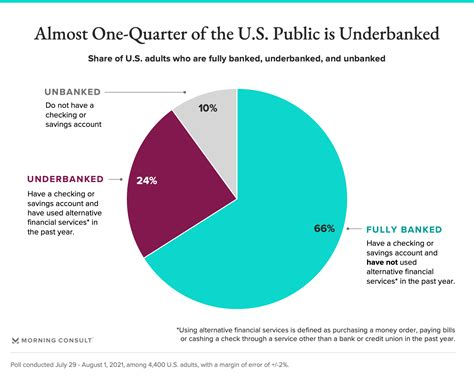 Almost One-Quarter of the U.S. Public is Underbanked
Share of U.S. adults who are fully banked, underbanked, and unbanked
UNBANKED
Do not have a
checking or
savings account
10%
UNDERBANKED
Have a checking or
savings account and
have used alternative
financial services* in
the past year.
24%
66%
FULLY BANKED
Have a checking or
savings account and
have not used
alternative financial
services* in the past year.
*Using alternative financial services is defined as purchasing a money order, paying bills
or cashing a check through a service other than a bank or credit union in the past year.
MORNING CONSULT
Poll conducted July 29 - August 1, 2021, among 4,400 U.S. adults, with a margin of error of +/-2%.